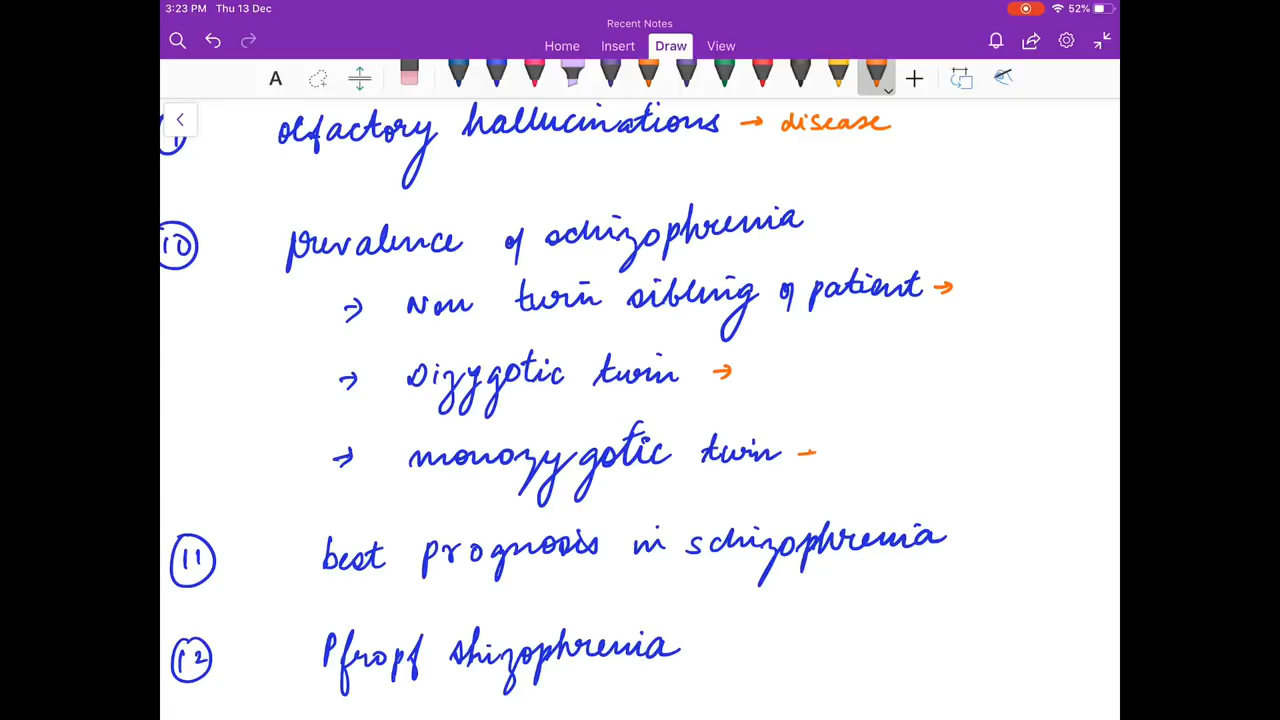 3:23 PM Thu 13 Dec
52%
Recent Notes
Home Insert Draw View
A
olfactory hallucinations → disease
10 prevalence of schizophrenia
→ Non twin sibling of patient →
→ Dizygotic twin →
→ monozygotic twin -
11 best prognosis in schizophrenia
12 Pfropf shizophrenia